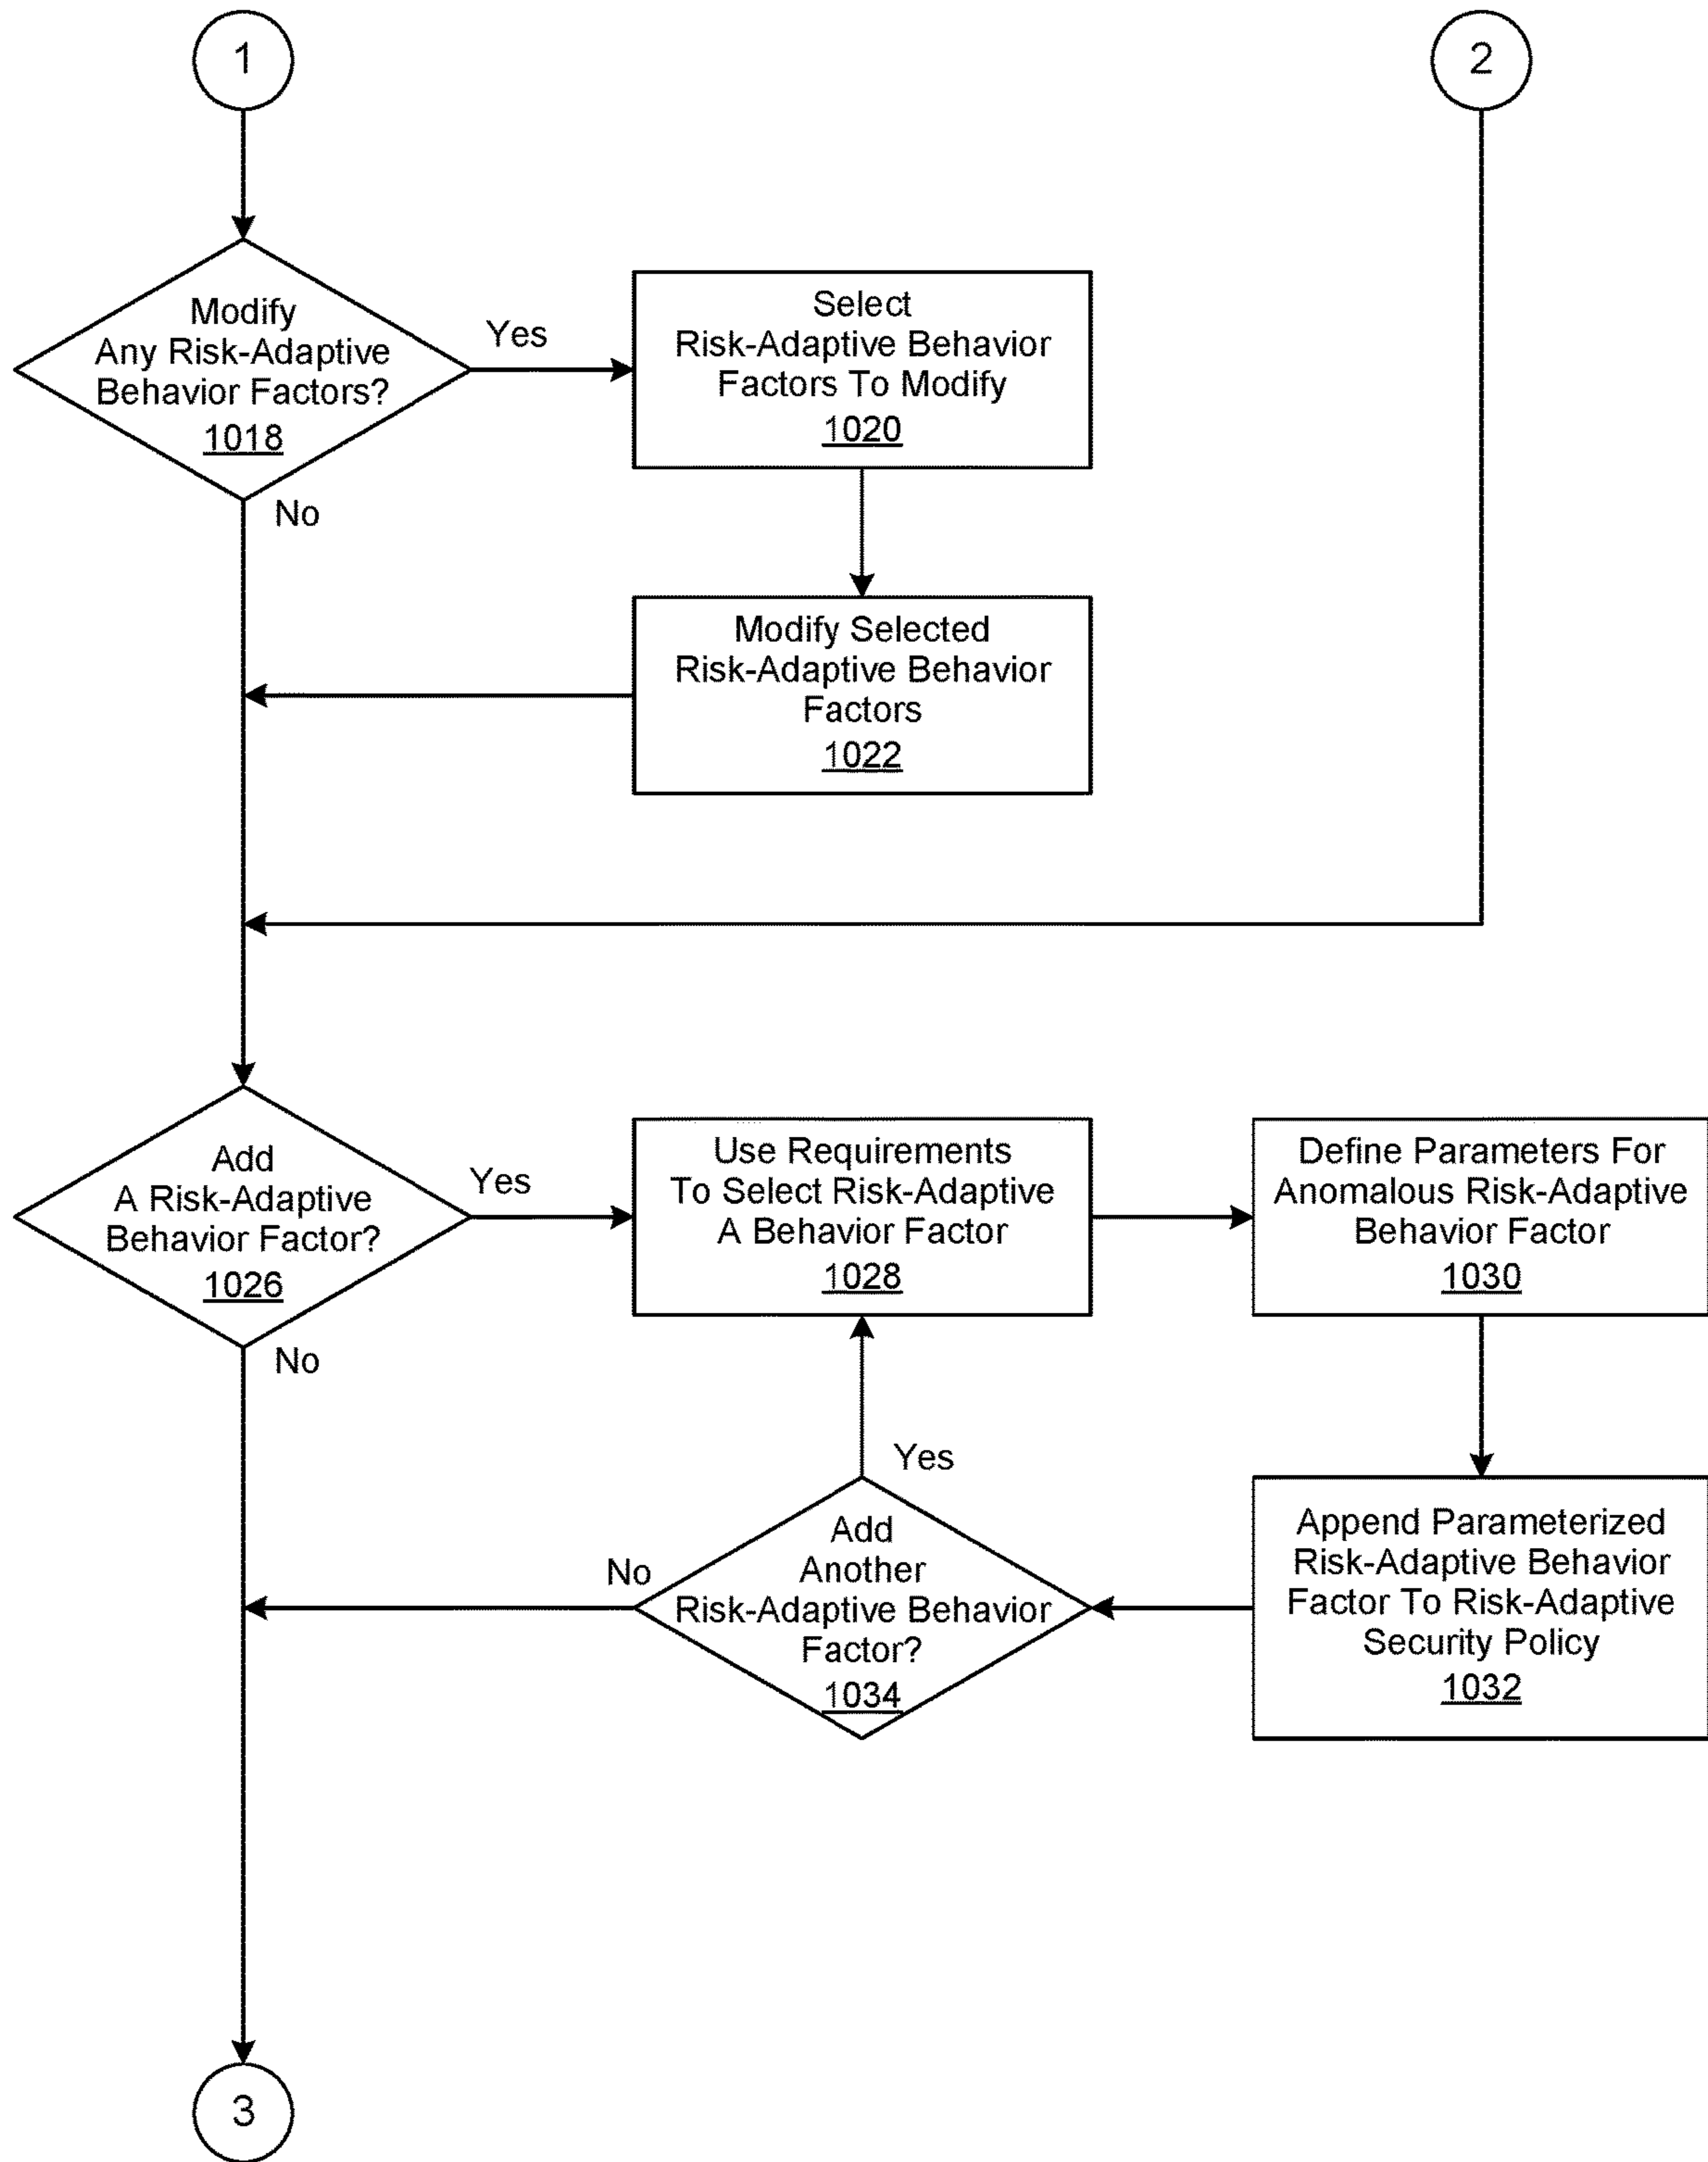 1
2
Modify
Any Risk-Adaptive
Behavior Factors?
1018
Yes
No
Select
Risk-Adaptive Behavior
Factors To Modify
1020
Modify Selected
Risk-Adaptive Behavior
Factors
1022
Add
A Risk-Adaptive
Behavior Factor?
1026
Yes
No
Use Requirements
To Select Risk-Adaptive
A Behavior Factor
1028
Define Parameters For
Anomalous Risk-Adaptive
Behavior Factor
1030
Append Parameterized
Risk-Adaptive Behavior
Factor To Risk-Adaptive
Security Policy
1032
Yes
No
Add
Another
Risk-Adaptive Behavior
Factor?
1034
3